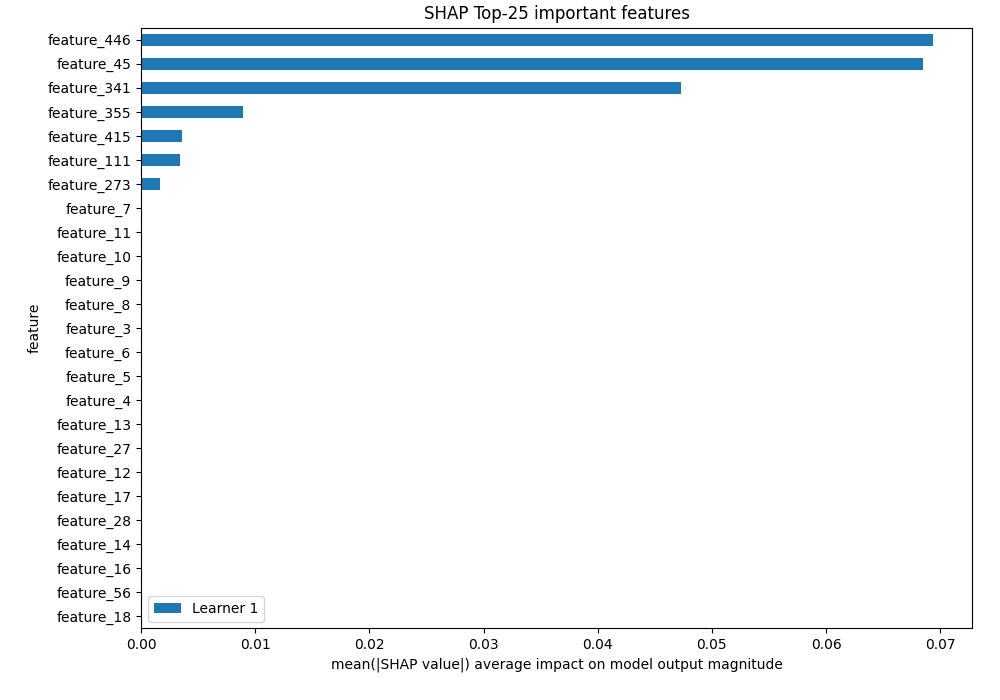 SHAP Top-25 important features
feature_446
feature_45
feature_341
feature_355
feature_415
feature_111
feature_273
feature_7
feature_11
feature_10
feature_9
feature_8
feature_3
feature_6
feature_5
feature_4
feature_13
feature_27
feature_12
feature_17
feature_28
feature_14
feature_16
feature_56
feature_18
feature
Learner 1
0.00 0.01 0.02 0.03 0.04 0.05 0.06 0.07
mean(|SHAP value|) average impact on model output magnitude